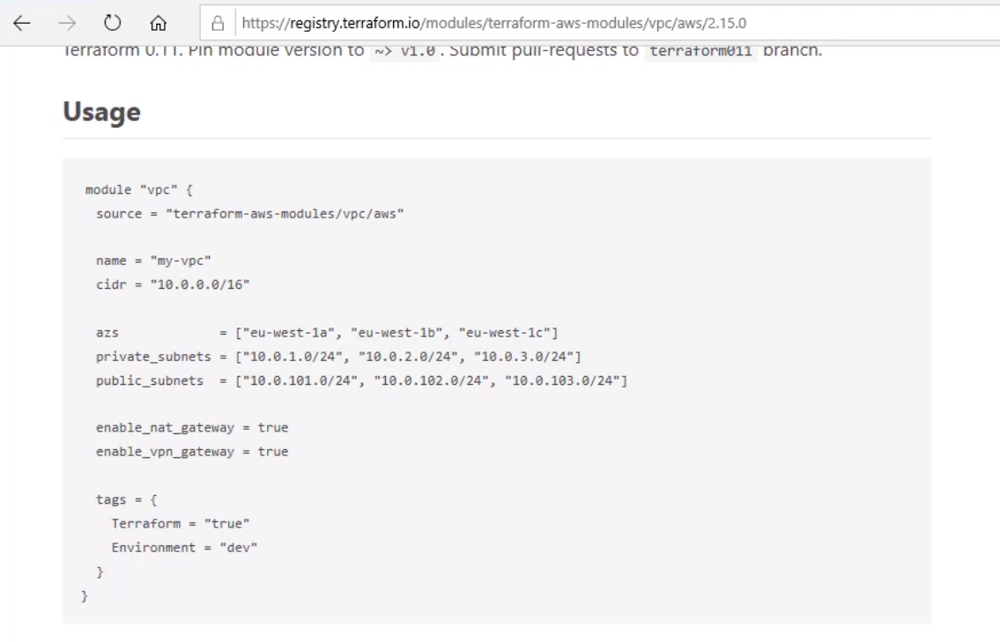 https://registry.terraform.io/modules/terraform-aws-modules/vpc/aws/2.15.0
Terraform 0.11. Pin module version to ~> v1.0 . Submit pull-requests to terraform011 branch.
Usage
module "vpc" {
  source = "terraform-aws-modules/vpc/aws"
  name = "my-vpc"
  cidr = "10.0.0.0/16"
  azs             = ["eu-west-1a", "eu-west-1b", "eu-west-1c"]
  private_subnets = ["10.0.1.0/24", "10.0.2.0/24", "10.0.3.0/24"]
  public_subnets  = ["10.0.101.0/24", "10.0.102.0/24", "10.0.103.0/24"]
  enable_nat_gateway = true
  enable_vpn_gateway = true
  tags = {
    Terraform = "true"
    Environment = "dev"
  }
}